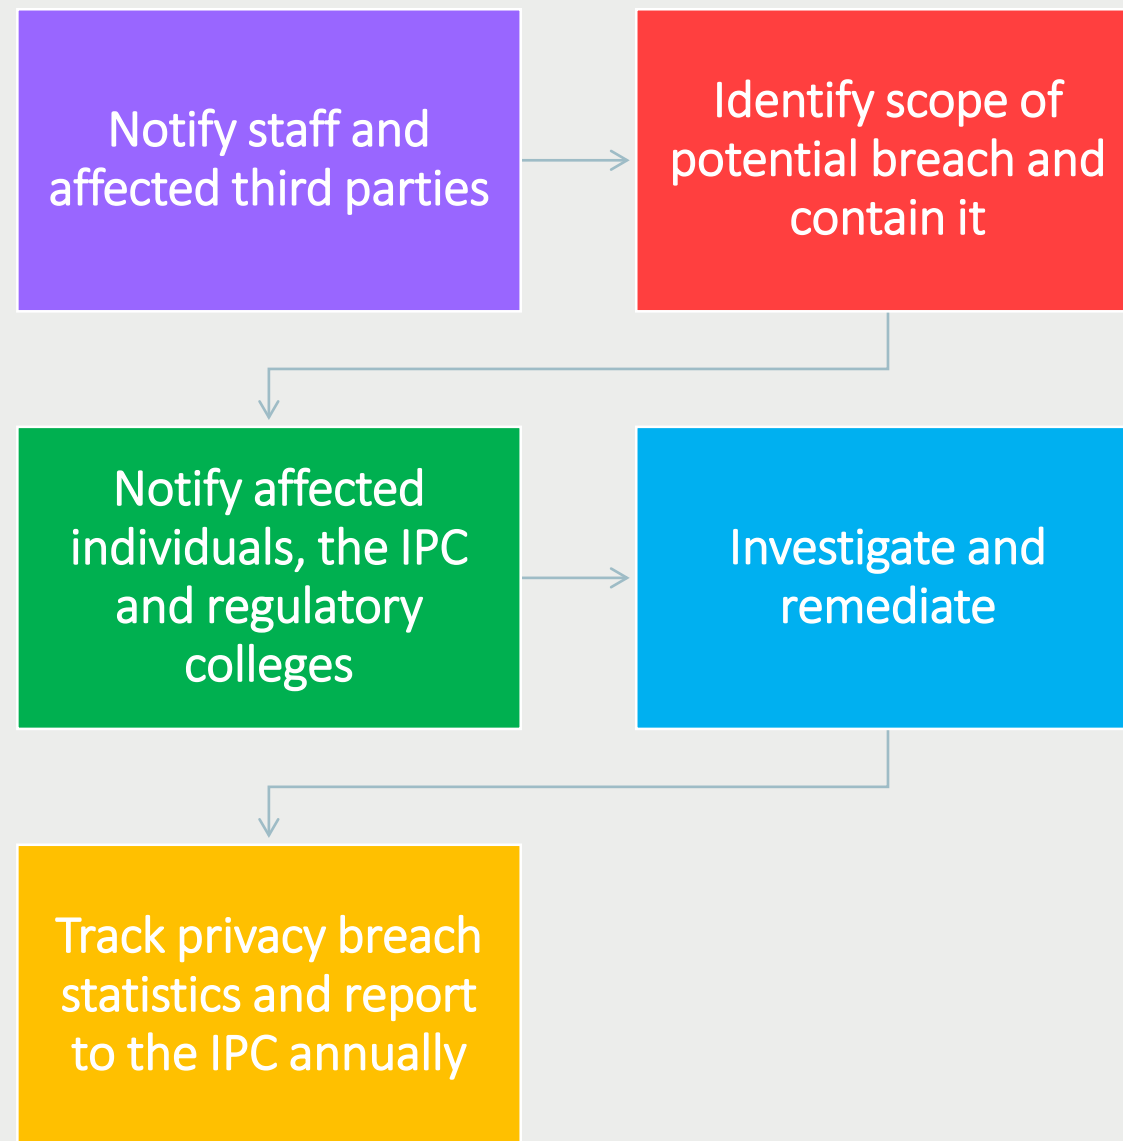 Notify staff and
affected third parties
Identify scope of
potential breach and
contain it
Notify affected
individuals, the IPC
and regulatory
colleges
Investigate and
remediate
Track privacy breach
statistics and report
to the IPC annually